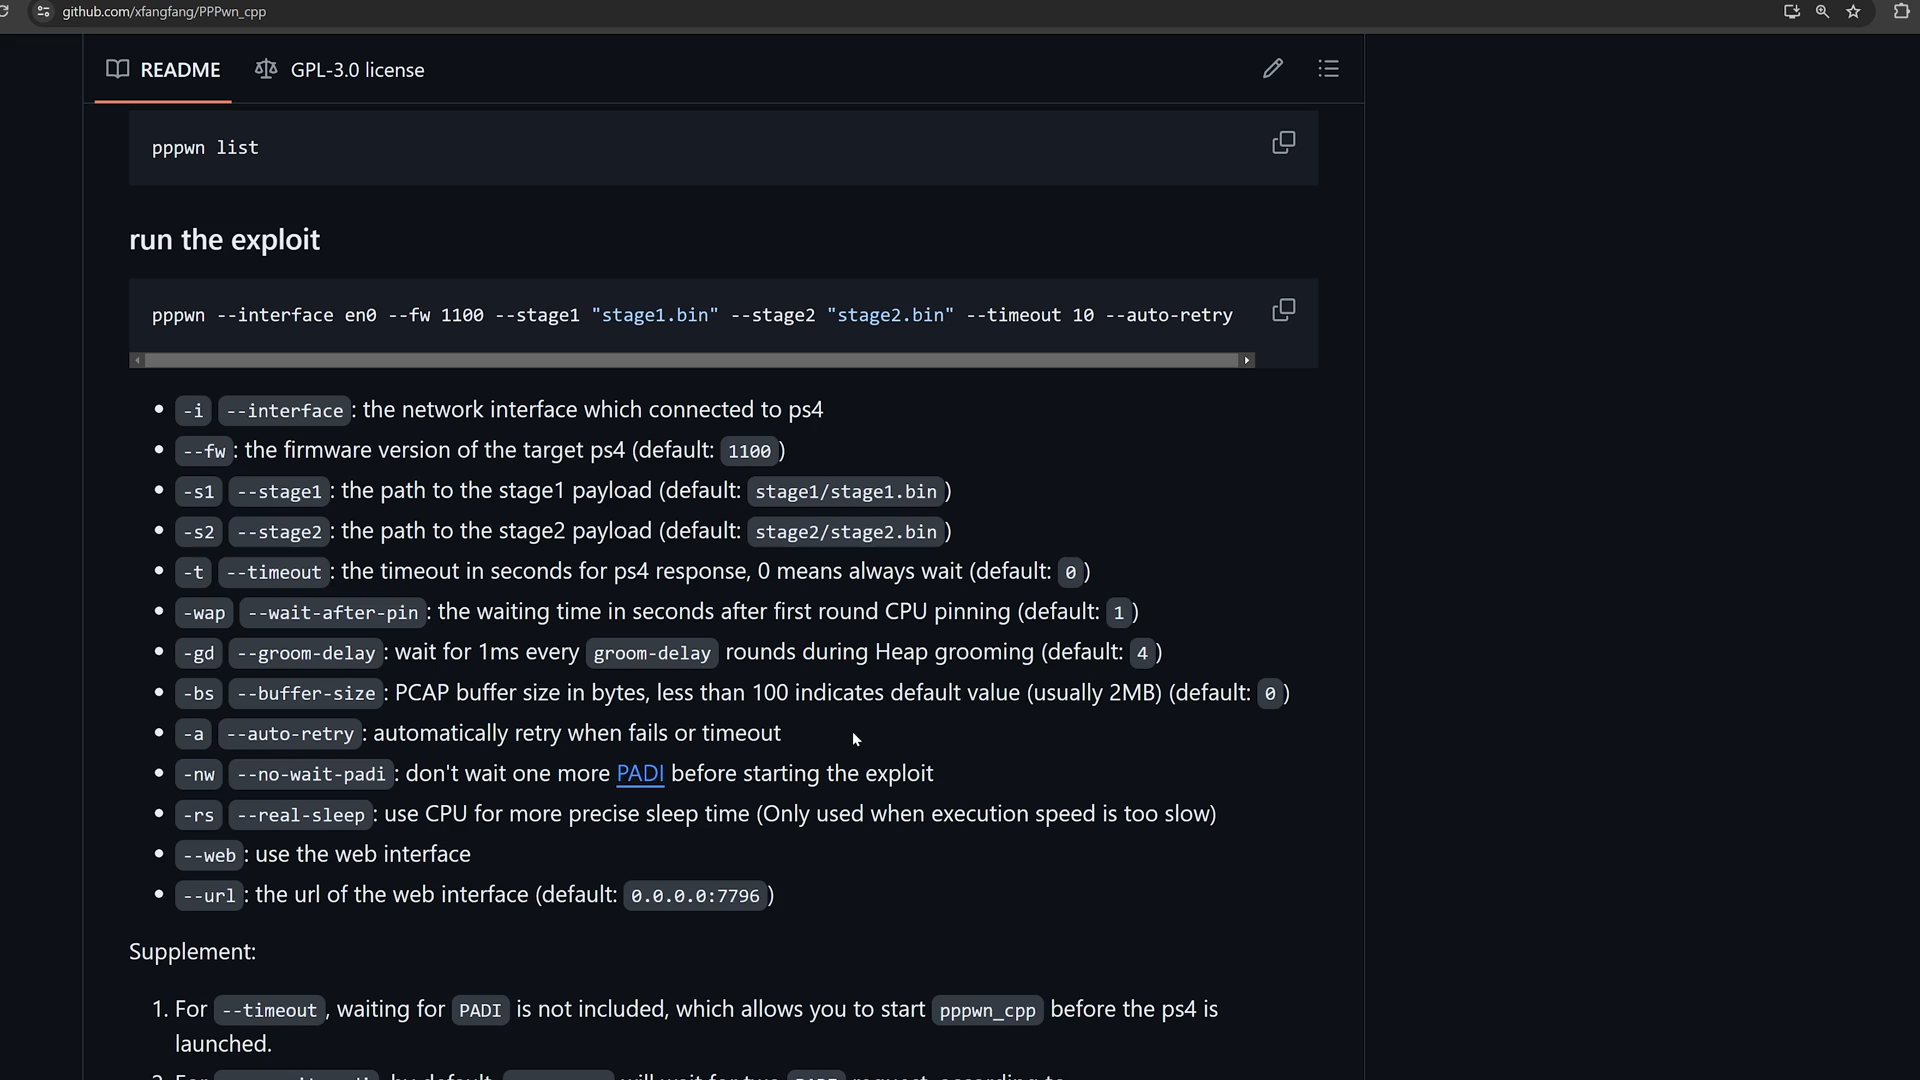 github.com/xfangfang/PPPwn_cpp
README
GPL-3.0 license
pppwn list
run the exploit
pppwn --interface en0 --fw 1100 --stage1 "stage1.bin" --stage2 "stage2.bin" --timeout 10 --auto-retry
-i --interface: the network interface which connected to ps4
--fw: the firmware version of the target ps4 (default: 1100)
-s1 --stage1: the path to the stage1 payload (default: stage1/stage1.bin)
-s2 --stage2: the path to the stage2 payload (default: stage2/stage2.bin)
-t --timeout: the timeout in seconds for ps4 response, 0 means always wait (default: 0)
-wap --wait-after-pin: the waiting time in seconds after first round CPU pinning (default: 1)
-gd --groom-delay: wait for 1ms every groom-delay rounds during Heap grooming (default: 4)
-bs --buffer-size: PCAP buffer size in bytes, less than 100 indicates default value (usually 2MB) (default: 0)
-a --auto-retry: automatically retry when fails or timeout
-nw --no-wait-padi: don't wait one more PADI before starting the exploit
-rs --real-sleep: use CPU for more precise sleep time (Only used when execution speed is too slow)
--web: use the web interface
--url: the url of the web interface (default: 0.0.0.0:7796)
Supplement:
1. For --timeout, waiting for PADI is not included, which allows you to start pppwn_cpp before the ps4 is
launched.